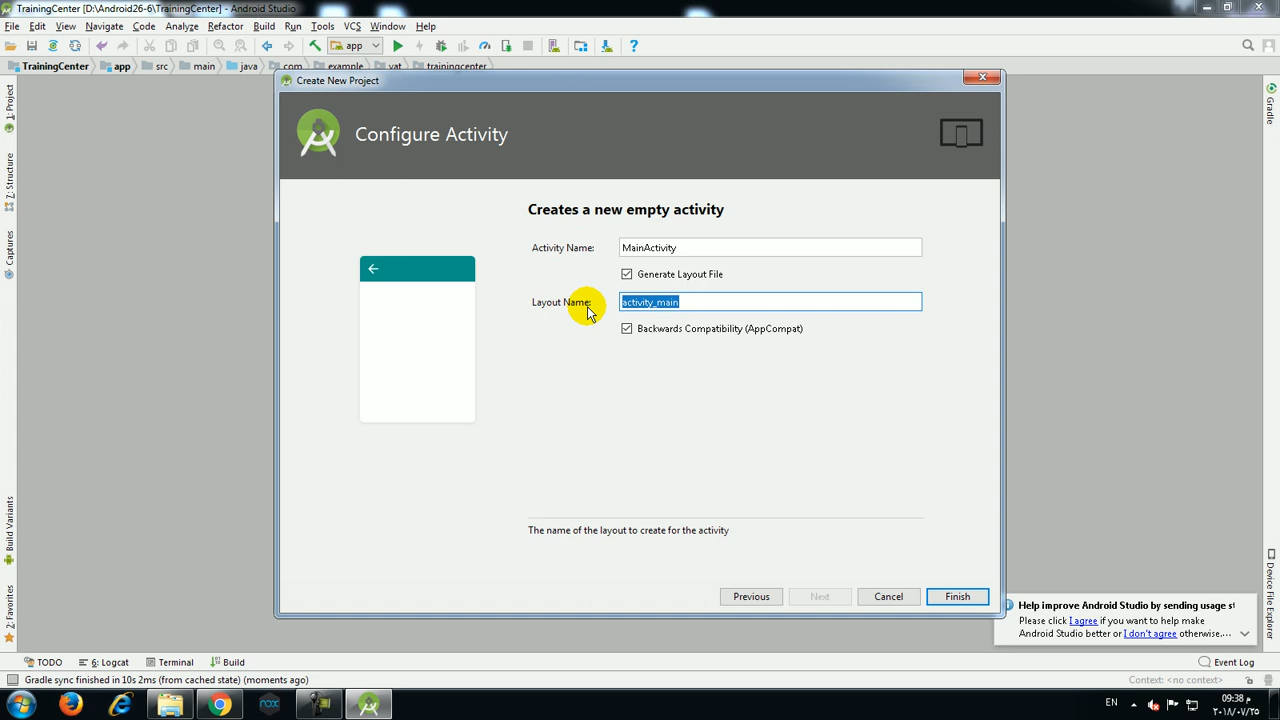 TrainingCenter [D:\Android26-6\TrainingCenter] - Android Studio
File Edit View Navigate Code Analyze Refactor Build Run Tools VCS Window Help
app
TrainingCenter app src main java com example vat trainingcenter
Create New Project
Configure Activity
Creates a new empty activity
Activity Name: MainActivity
Generate Layout File
Layout Name: activity_main
Backwards Compatibility (AppCompat)
The name of the layout to create for the activity
Previous Next Cancel Finish
1: Project
7: Structure
Captures
Build Variants
2: Favorites
Gradle
Device File Explorer
Help improve Android Studio by sending usage st
Please click I agree if you want to help make
Android Studio better or I don't agree otherwise....
TODO 6: Logcat Terminal Build Event Log
Gradle sync finished in 10s 2ms (from cached state) (moments ago) Context: <no context>
nox
EN
09:38 م
٢٠١٨/٠٧/٢٥